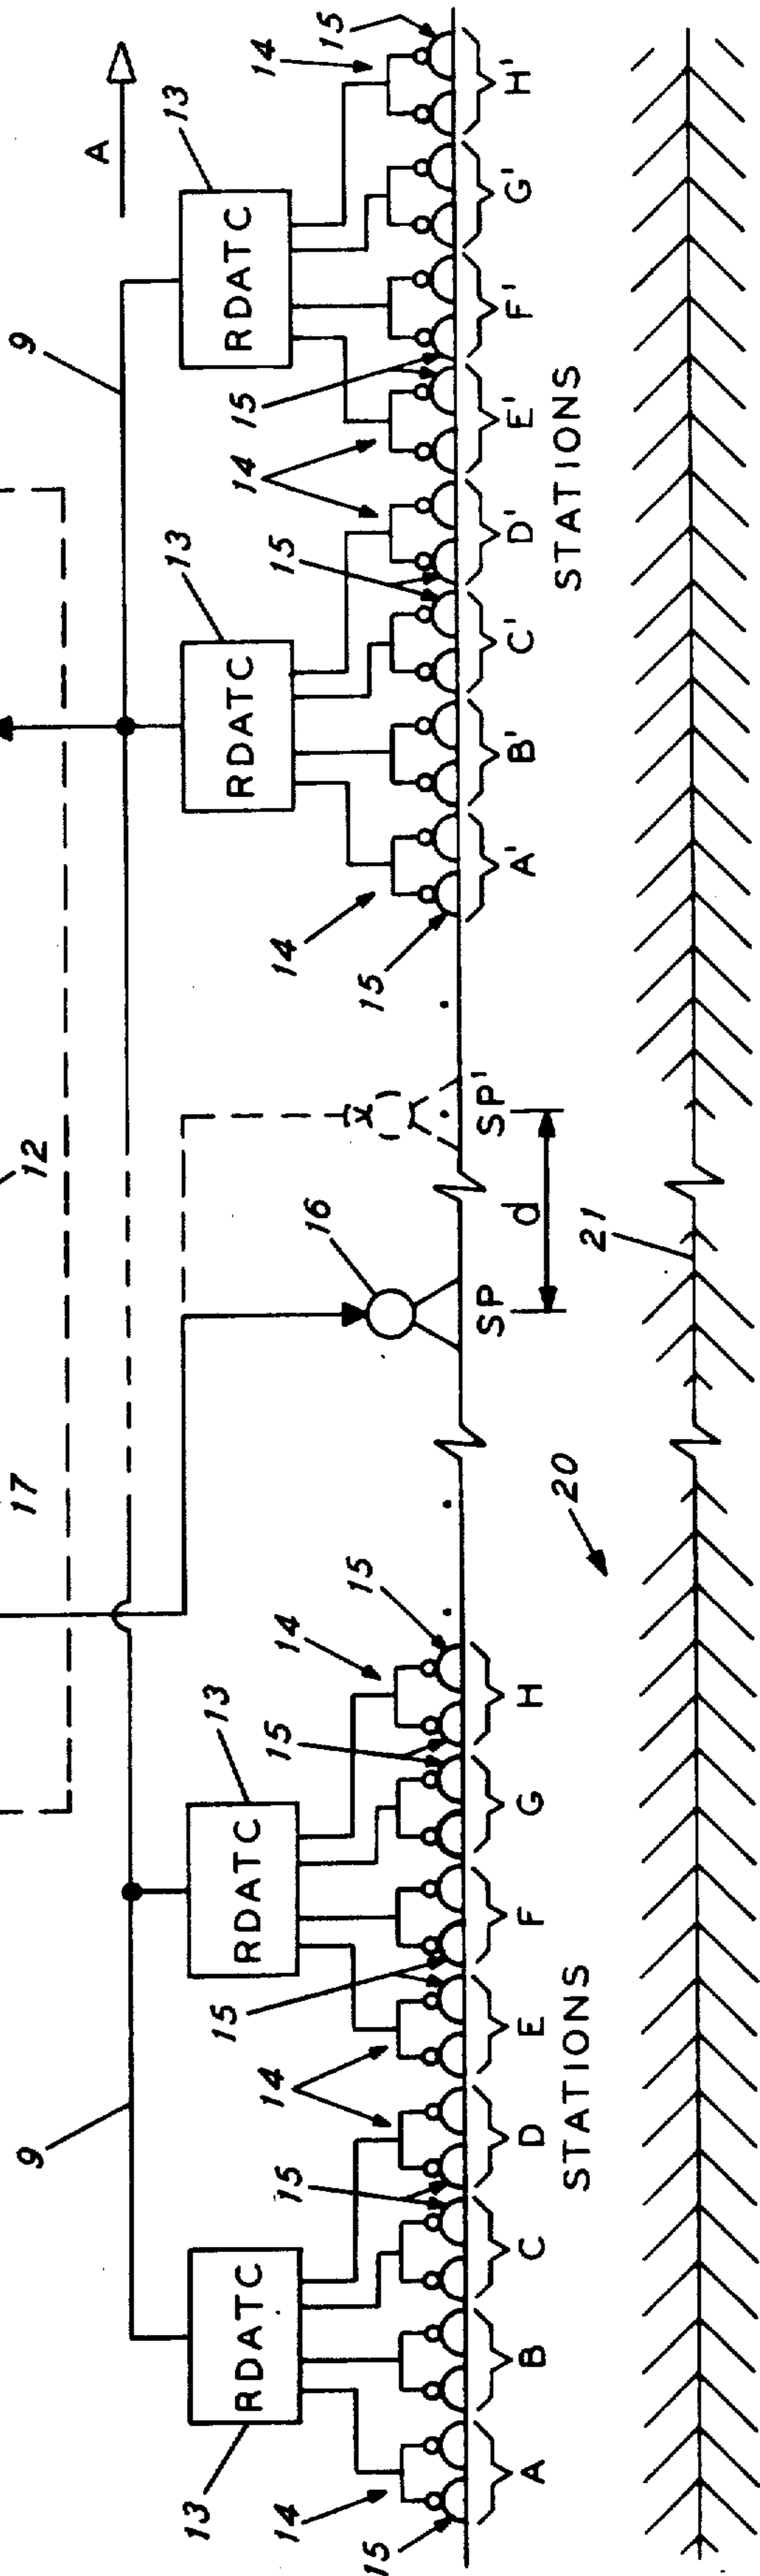 12
17
A
9
9
13
13
13
13
RDATC
RDATC
RDATC
RDATC
14
15
14
15
15
14
15
14
15
16
14
15
15
14
15
14
15
A B C D E F G H
SP
SP'
A' B' C' D' E' F' G' H'
d
STATIONS
STATIONS
20
21